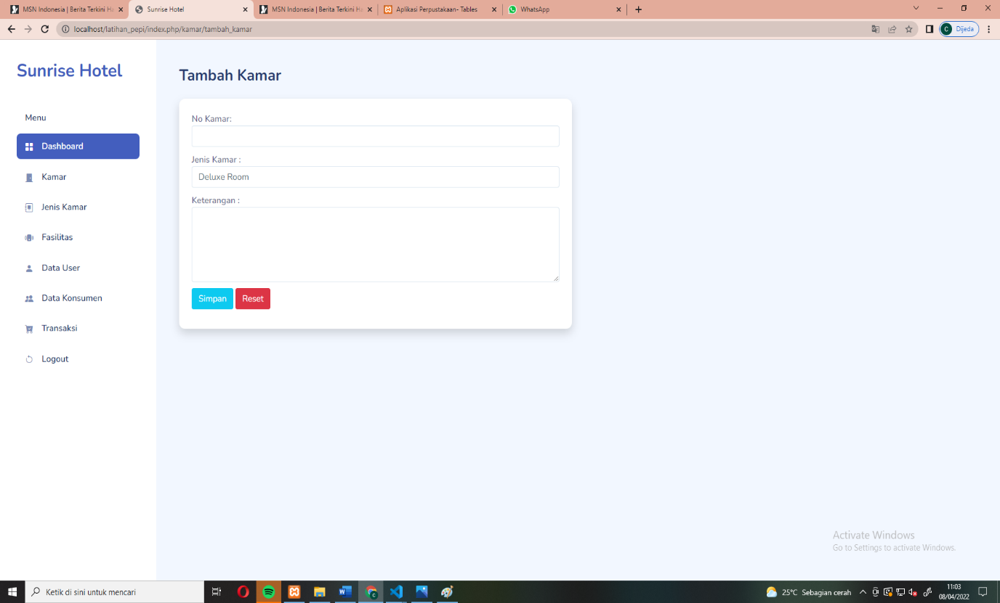 MSN Indonesia | Berita Terkini Ha
Sunrise Hotel
MSN Indonesia | Berita Terkini Ha
Aplikasi Perpustakaan- Tables
WhatsApp
localhost/latihan_pepi/index.php/kamar/tambah_kamar
C
Dijeda
Sunrise Hotel
Menu
Dashboard
Kamar
Jenis Kamar
Fasilitas
Data User
Data Konsumen
Transaksi
Logout
Tambah Kamar
No Kamar:
Jenis Kamar :
Deluxe Room
Keterangan :
Simpan
Reset
Activate Windows
Go to Settings to activate Windows.
Ketik di sini untuk mencari
25°C Sebagian cerah
11:03
08/04/2022